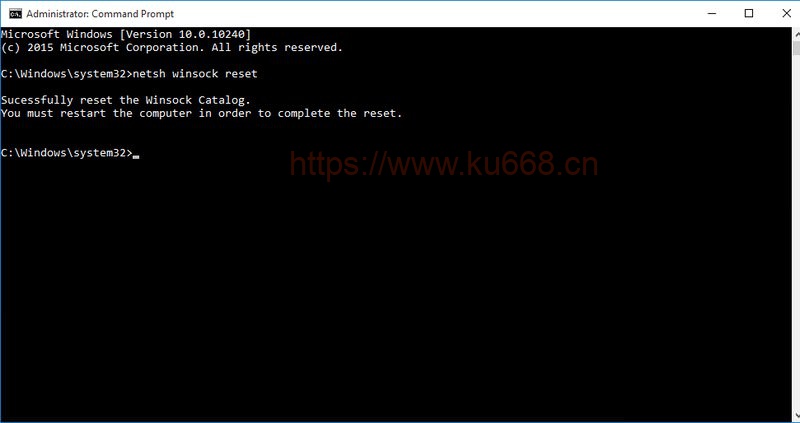 Administrator: Command Prompt
Microsoft Windows [Version 10.0.10240]
(c) 2015 Microsoft Corporation. All rights reserved.
C:\Windows\system32>netsh winsock reset
Sucessfully reset the Winsock Catalog.
You must restart the computer in order to complete the reset.
C:\Windows\system32>
https://www.ku668.cn